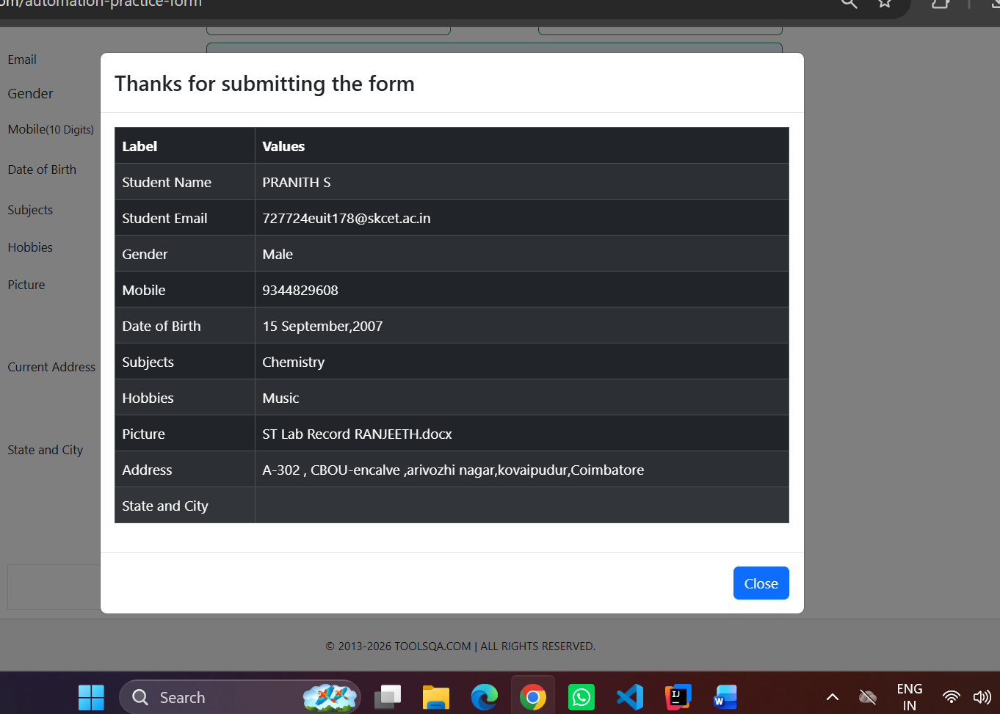 om/automation-practice-form
Email
Gender
Mobile(10 Digits)
Date of Birth
Subjects
Hobbies
Picture
Current Address
State and City
Thanks for submitting the form
Label Values
Student Name PRANITH S
Student Email 727724euit178@skcet.ac.in
Gender Male
Mobile 9344829608
Date of Birth 15 September,2007
Subjects Chemistry
Hobbies Music
Picture ST Lab Record RANJEETH.docx
Address A-302 , CBOU-encalve ,arivozhi nagar,kovaipudur,Coimbatore
State and City
Close
© 2013-2026 TOOLSQA.COM | ALL RIGHTS RESERVED.
Search
ENG
IN